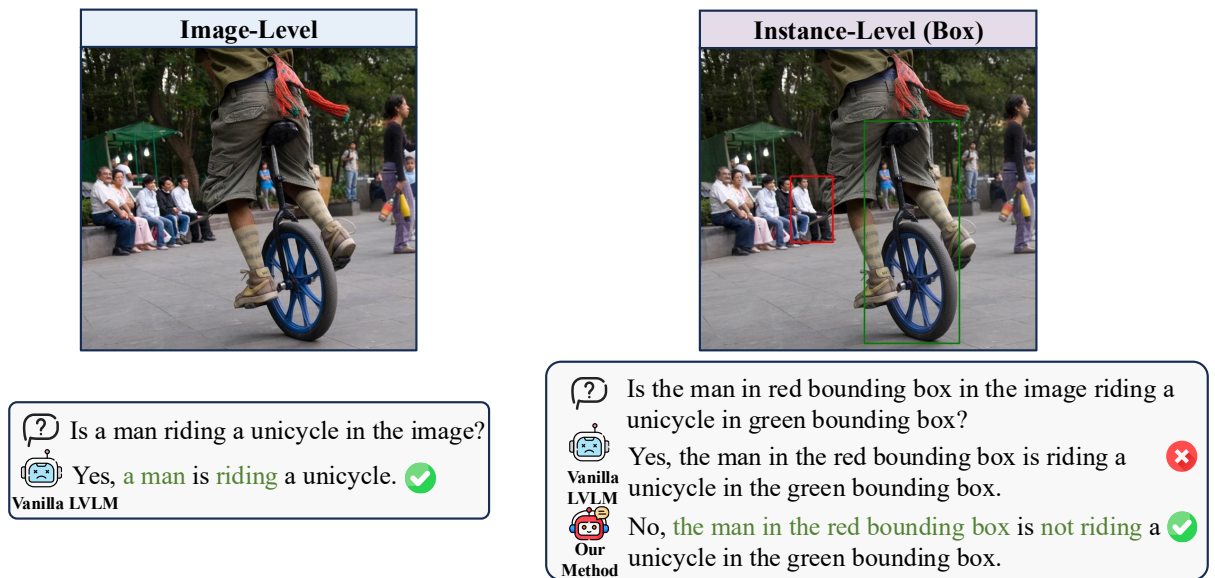 Image-Level
Is a man riding a unicycle in the image?
Yes, a man is riding a unicycle.
Vanilla LVLM
Instance-Level (Box)
Is the man in red bounding box in the image riding a
unicycle in green bounding box?
Vanilla
LVLM
Yes, the man in the red bounding box is riding a
unicycle in the green bounding box.
Our
Method
No, the man in the red bounding box is not riding a
unicycle in the green bounding box.